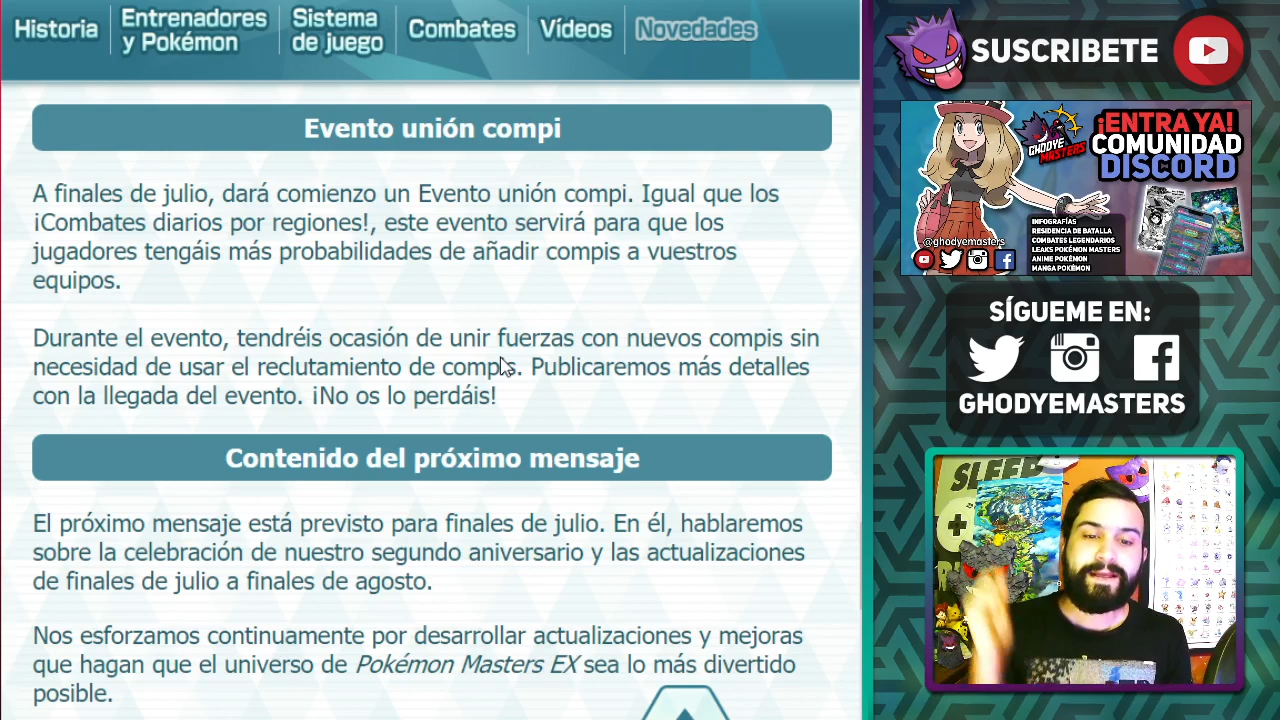 Historia
Entrenadores
y Pokémon
Sistema
de juego
Combates
Vídeos
Novedades
Evento unión compi
A finales de julio, dará comienzo un Evento unión compi. Igual que los
¡Combates diarios por regiones!, este evento servirá para que los
jugadores tengáis más probabilidades de añadir compis a vuestros
equipos.
Durante el evento, tendréis ocasión de unir fuerzas con nuevos compis sin
necesidad de usar el reclutamiento de compis. Publicaremos más detalles
con la llegada del evento. ¡No os lo perdáis!
Contenido del próximo mensaje
El próximo mensaje está previsto para finales de julio. En él, hablaremos
sobre la celebración de nuestro segundo aniversario y las actualizaciones
de finales de julio a finales de agosto.
Nos esforzamos continuamente por desarrollar actualizaciones y mejoras
que hagan que el universo de Pokémon Masters EX sea lo más divertido
posible.
SUSCRIBETE
GHODYE
MASTERS
¡ENTRA YA!
COMUNIDAD
DISCORD
@ghodyemasters
INFOGRAFÍAS
RESIDENCIA DE BATALLA
COMBATES LEGENDARIOS
LEAKS POKÉMON MASTERS
ANIME POKÉMON
MANGA POKÉMON
SÍGUEME EN:
GHODYEMASTERS
SLEEP